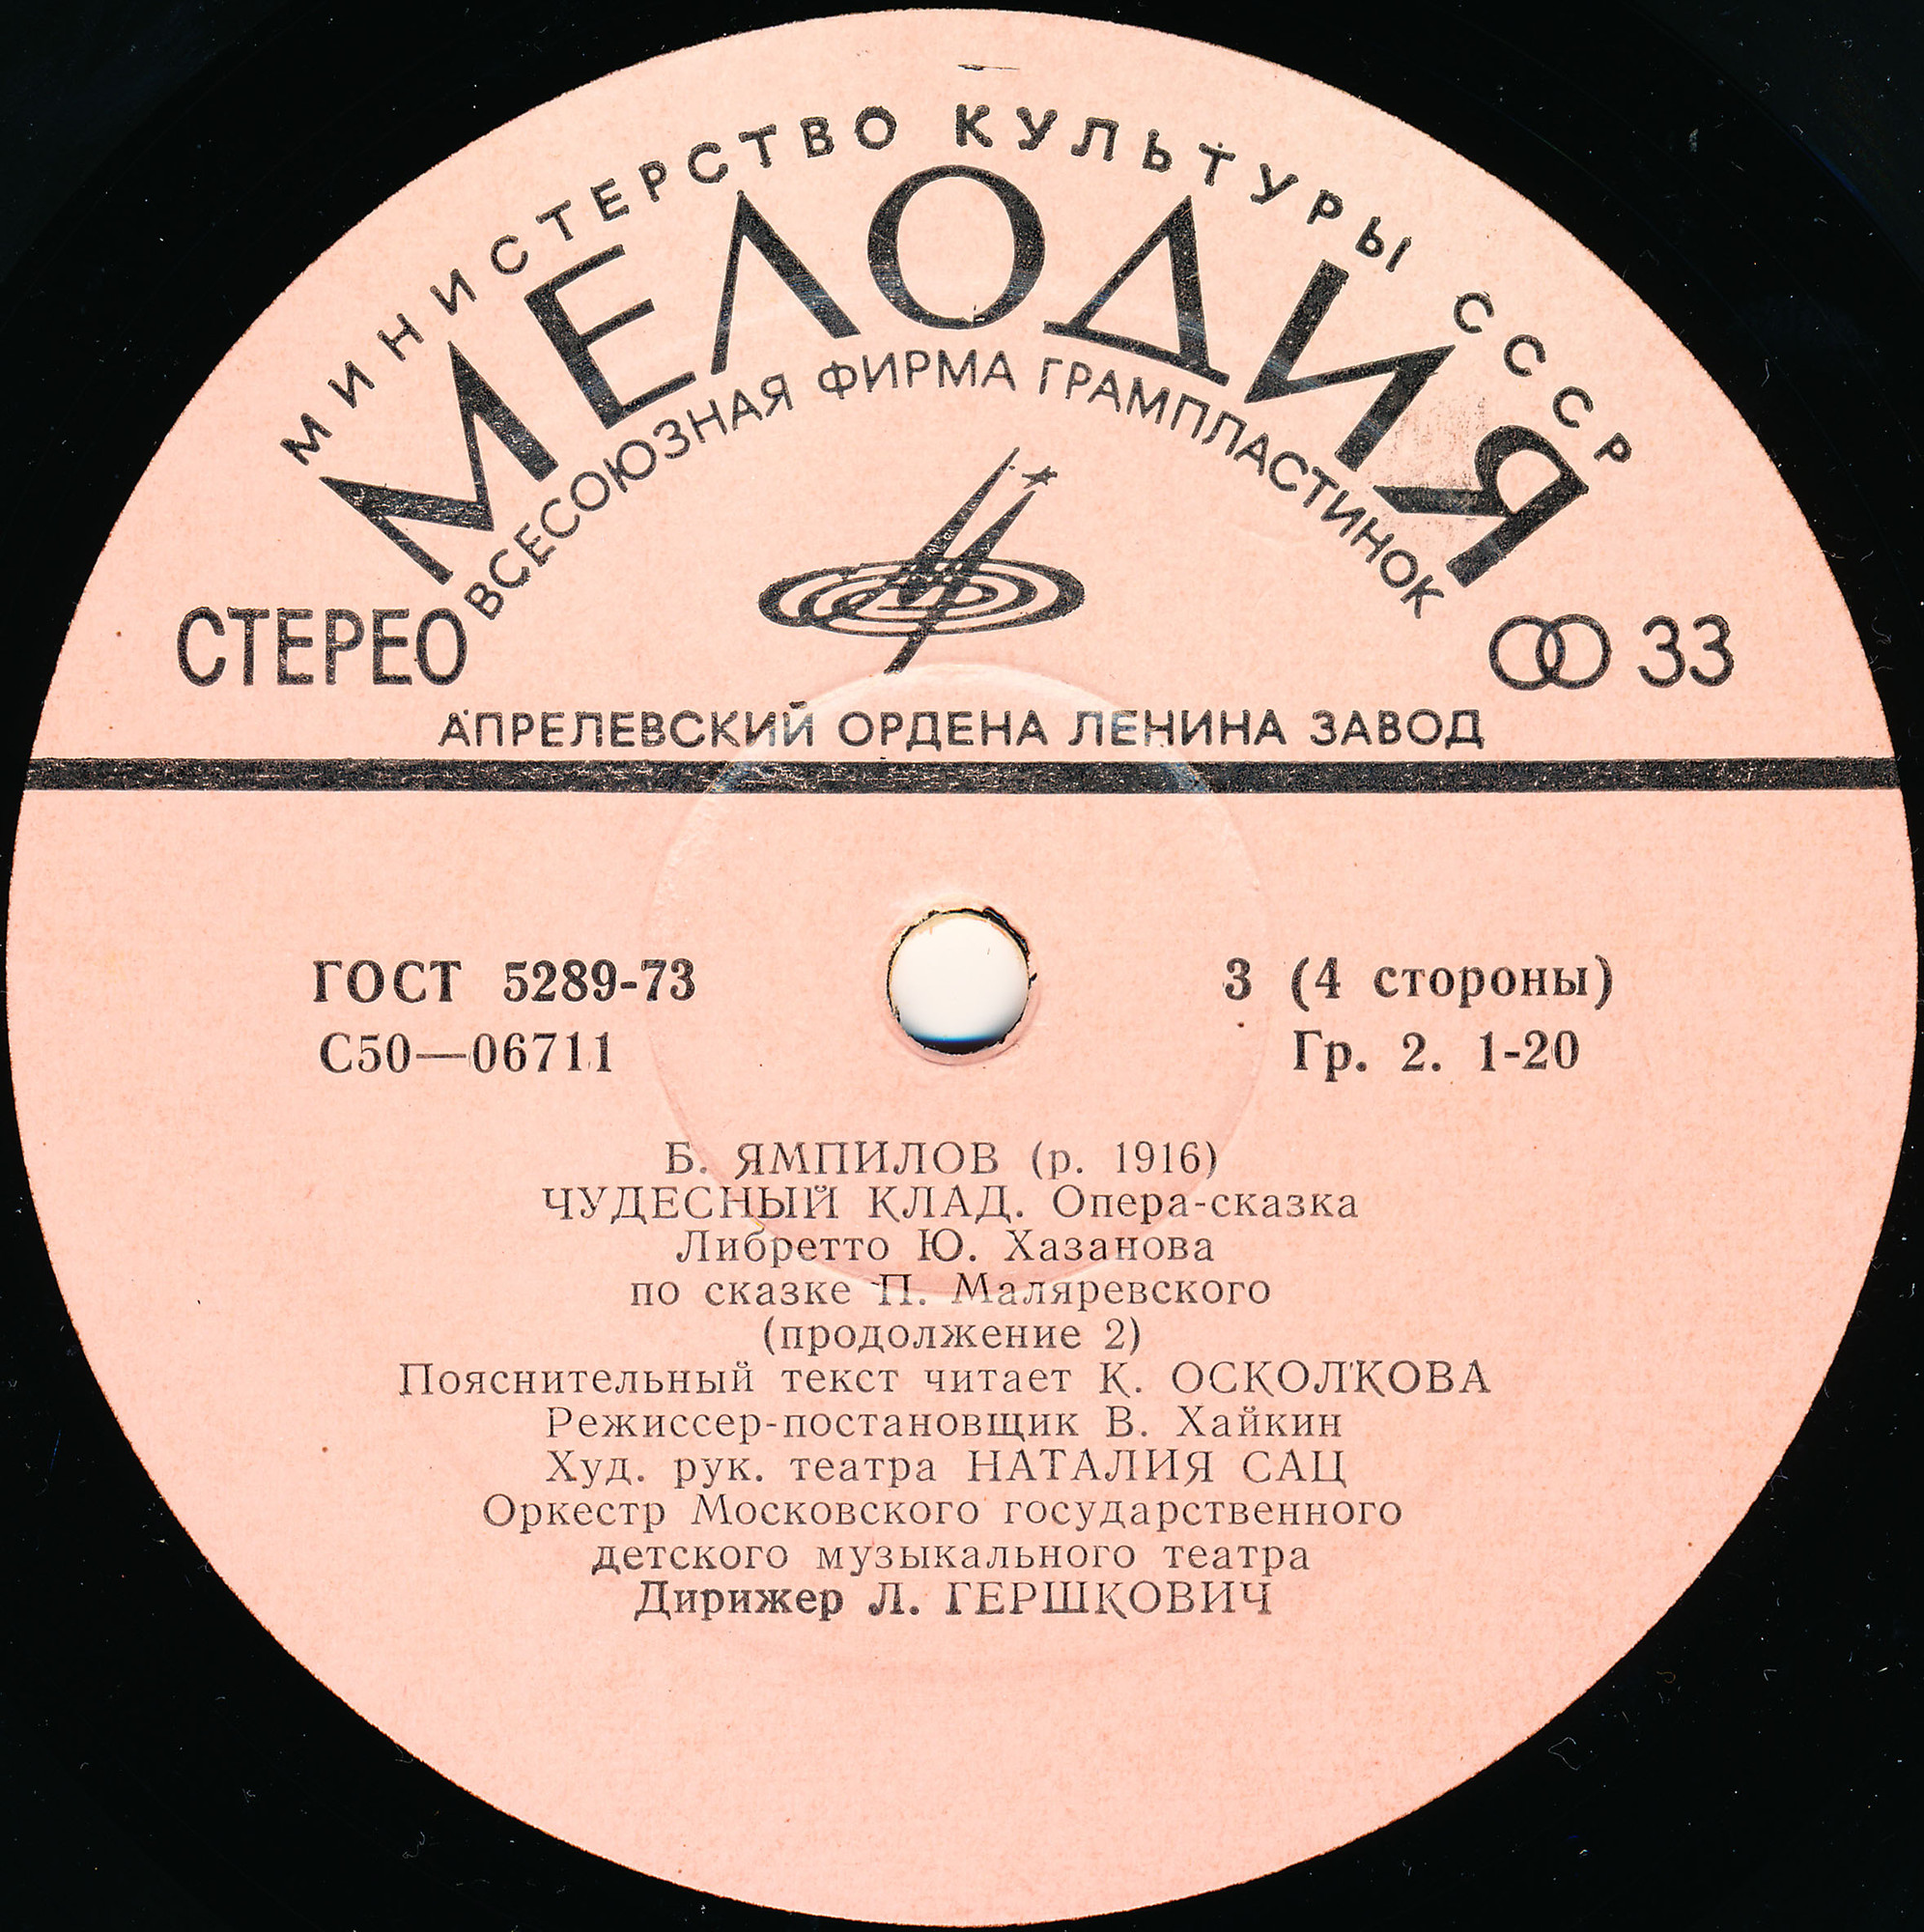 МИНИСТЕРСТВО КУЛЬТУРЫ СССР
МЕЛОДИЯ
ВСЕСОЮЗНАЯ ФИРМА ГРАМПЛАСТИНОК
СТЕРЕО
33
АПРЕЛЕВСКИЙ ОРДЕНА ЛЕНИНА ЗАВОД
ГОСТ 5289-73
3 (4 стороны)
С50—06711
Гр. 2. 1-20
Б. ЯМПИЛОВ (р. 1916)
ЧУДЕСНЫЙ КЛАД. Опера-сказка
Либретто Ю. Хазанова
по сказке П. Маляревского
(продолжение 2)
Пояснительный текст читает К. ОСКОЛКОВА
Режиссер-постановщик В. Хайкин
Худ. рук. театра НАТАЛИЯ САЦ
Оркестр Московского государственного
детского музыкального театра
Дирижер Л. ГЕРШКОВИЧ